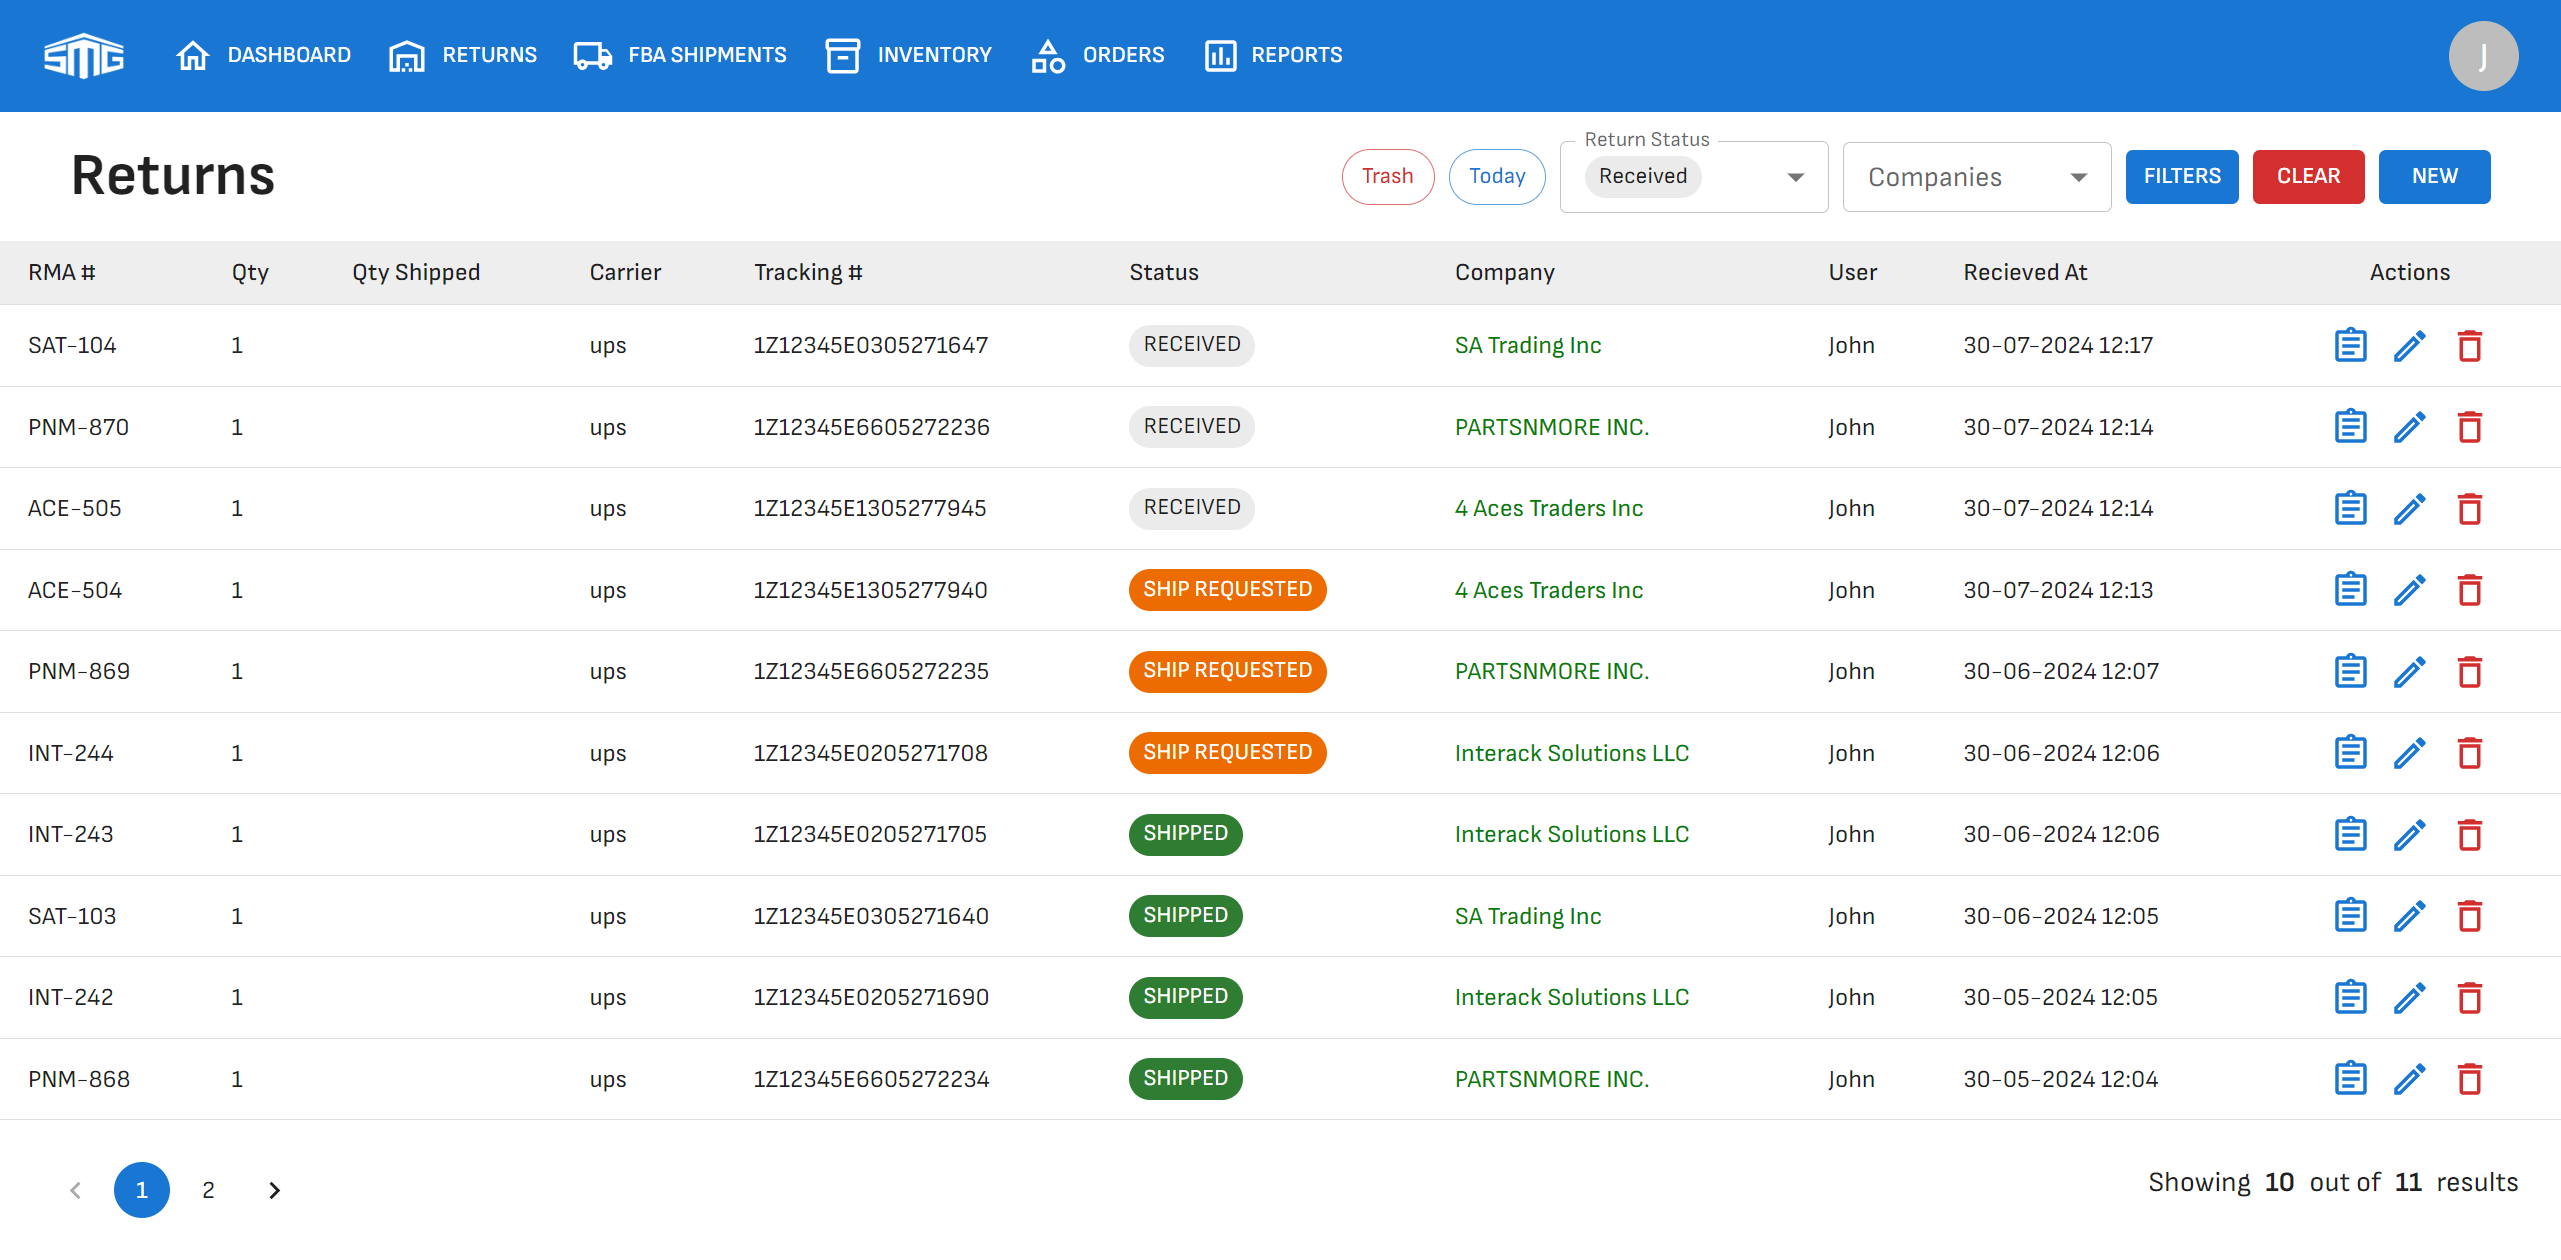 SMG DASHBOARD RETURNS FBA SHIPMENTS INVENTORY ORDERS REPORTS J
Returns Trash Today Return Status Received Companies FILTERS CLEAR NEW
RMA # Qty Qty Shipped Carrier Tracking # Status Company User Recieved At Actions
SAT-104 1 ups 1Z12345E0305271647 RECEIVED SA Trading Inc John 30-07-2024 12:17
PNM-870 1 ups 1Z12345E6605272236 RECEIVED PARTSNMORE INC. John 30-07-2024 12:14
ACE-505 1 ups 1Z12345E1305277945 RECEIVED 4 Aces Traders Inc John 30-07-2024 12:14
ACE-504 1 ups 1Z12345E1305277940 SHIP REQUESTED 4 Aces Traders Inc John 30-07-2024 12:13
PNM-869 1 ups 1Z12345E6605272235 SHIP REQUESTED PARTSNMORE INC. John 30-06-2024 12:07
INT-244 1 ups 1Z12345E0205271708 SHIP REQUESTED Interack Solutions LLC John 30-06-2024 12:06
INT-243 1 ups 1Z12345E0205271705 SHIPPED Interack Solutions LLC John 30-06-2024 12:06
SAT-103 1 ups 1Z12345E0305271640 SHIPPED SA Trading Inc John 30-06-2024 12:05
INT-242 1 ups 1Z12345E0205271690 SHIPPED Interack Solutions LLC John 30-05-2024 12:05
PNM-868 1 ups 1Z12345E6605272234 SHIPPED PARTSNMORE INC. John 30-05-2024 12:04
1 2 Showing 10 out of 11 results